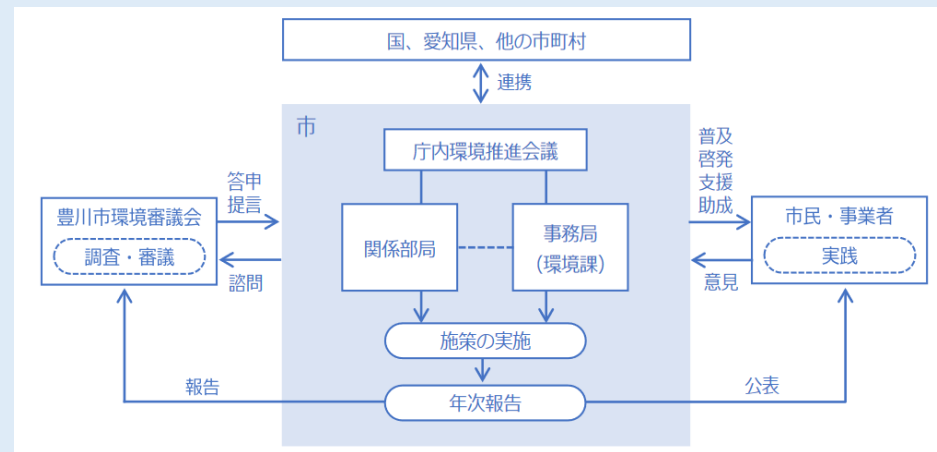 国、愛知県、他の市町村
連携
市
庁内環境推進会議
普及
啓発
支援
助成
答申
提言
豊川市環境審議会
調査・審議
諮問
関係部局
事務局
（環境課）
市民・事業者
実践
意見
施策の実施
報告
年次報告
公表